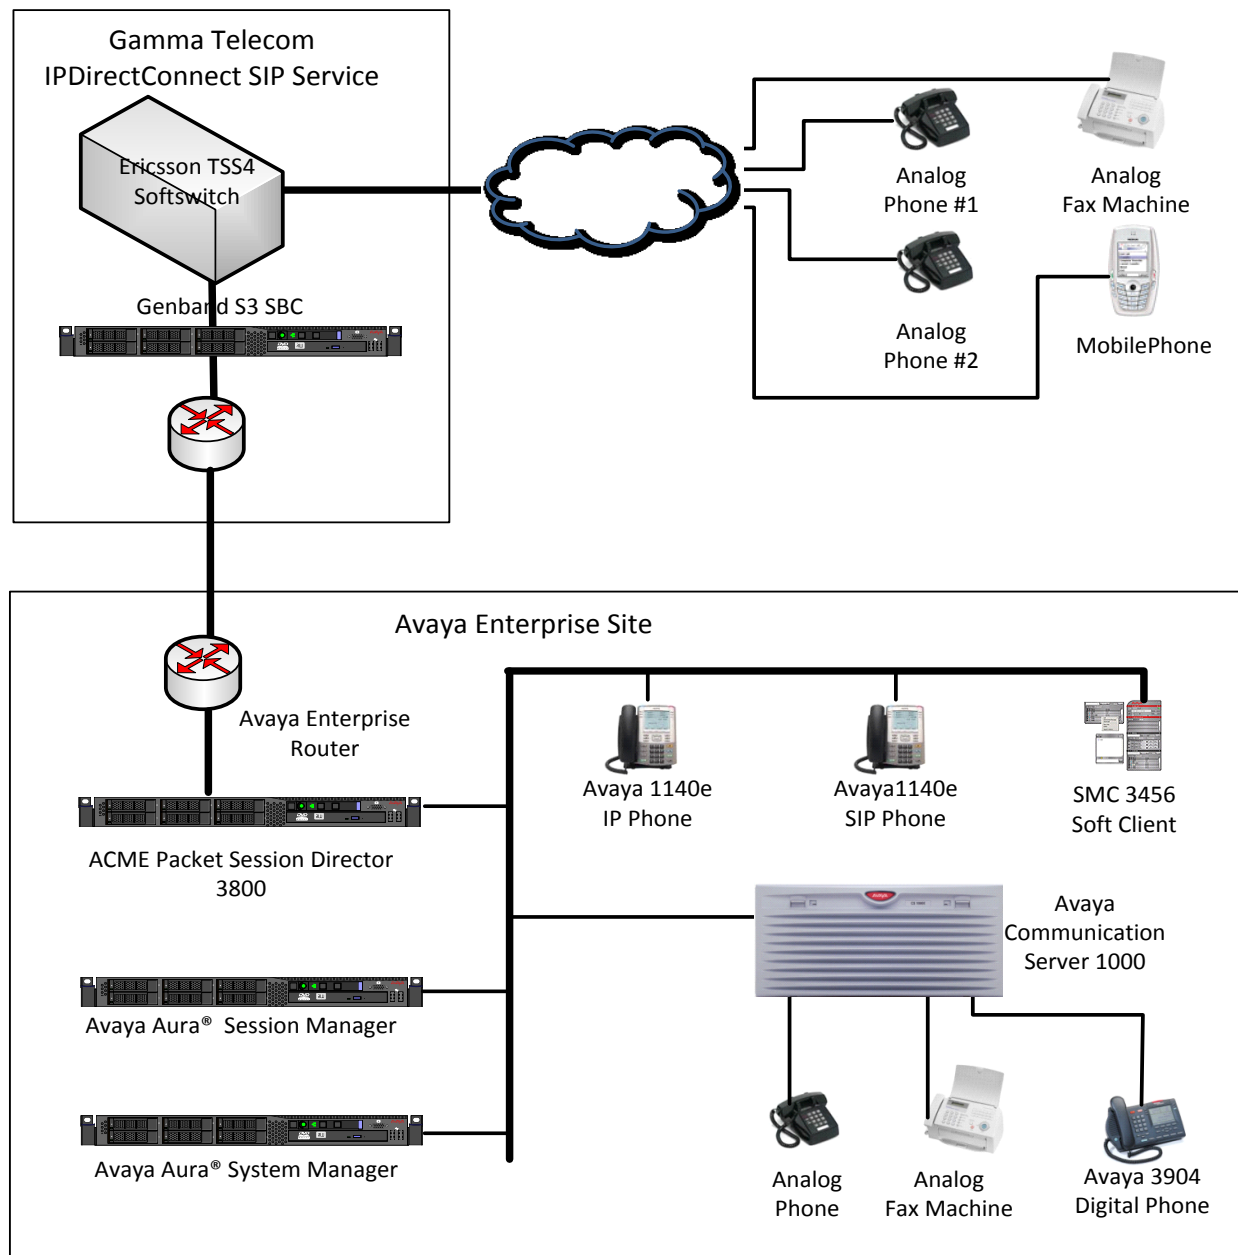 Gamma Telecom
IPDirectConnect SIP Service
Ericsson TSS4
Softswitch
Genband S3 SBC
Analog
Phone #1
Analog
Fax Machine
Analog
Phone #2
MobilePhone
Avaya Enterprise Site
Avaya Enterprise
Router
Avaya 1140e
IP Phone
Avaya1140e
SIP Phone
SMC 3456
Soft Client
ACME Packet Session Director
3800
AVAYA
Avaya
Communication
Server 1000
Avaya Aura® Session Manager
Avaya Aura® System Manager
Analog
Phone
Analog
Fax Machine
Avaya 3904
Digital Phone